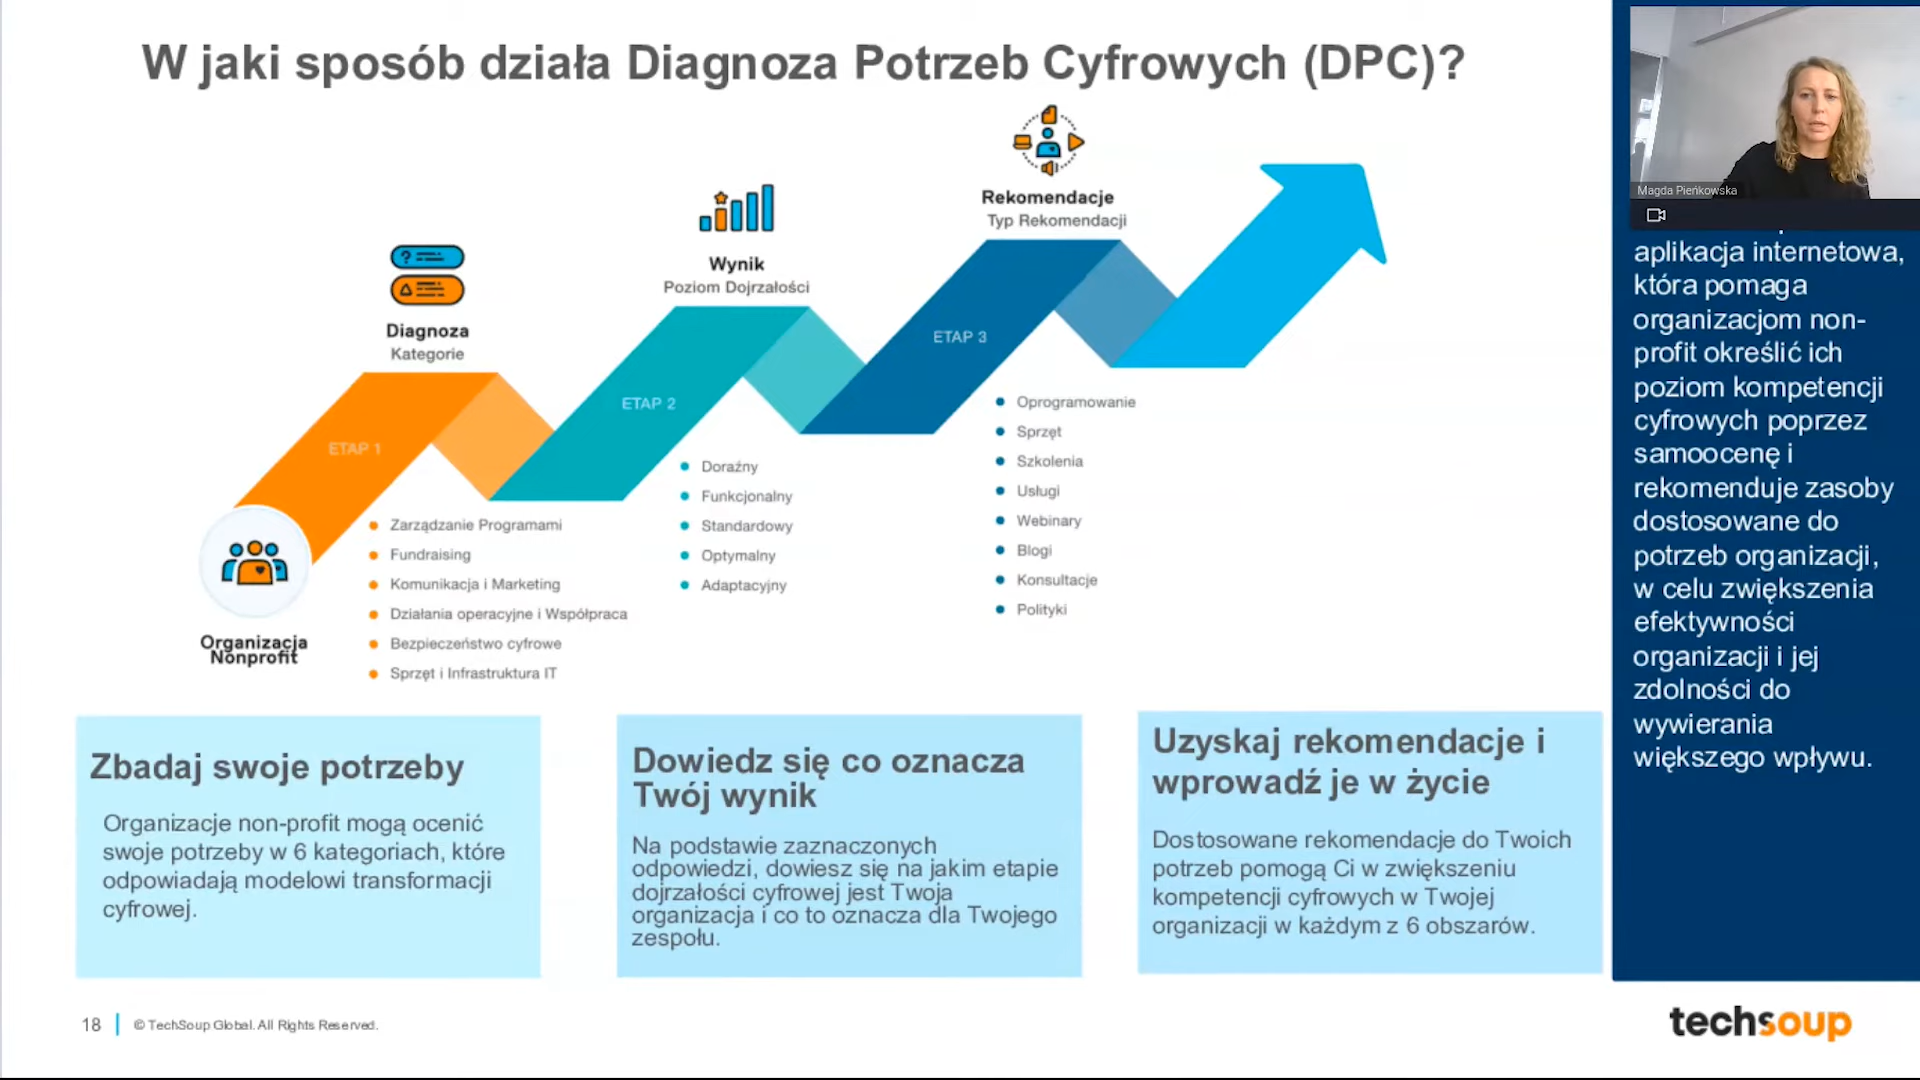 W jaki sposób działa Diagnoza Potrzeb Cyfrowych (DPC)?
Diagnoza
Kategorie
ETAP 1
Organizacja
Nonprofit
Zarządzanie Programami
Fundraising
Komunikacja i Marketing
Działania operacyjne i Współpraca
Bezpieczeństwo cyfrowe
Sprzęt i Infrastruktura IT
Wynik
Poziom Dojrzałości
ETAP 2
Doraźny
Funkcjonalny
Standardowy
Optymalny
Adaptacyjny
Rekomendacje
Typ Rekomendacji
ETAP 3
Oprogramowanie
Sprzęt
Szkolenia
Usługi
Webinary
Blogi
Konsultacje
Polityki
Zbadaj swoje potrzeby
Organizacje non-profit mogą ocenić
swoje potrzeby w 6 kategoriach, które
odpowiadają modelowi transformacji
cyfrowej.
Dowiedz się co oznacza
Twój wynik
Na podstawie zaznaczonych
odpowiedzi, dowiesz się na jakim etapie
dojrzałości cyfrowej jest Twoja
organizacja i co to oznacza dla Twojego
zespołu.
Uzyskaj rekomendacje i
wprowadź je w życie
Dostosowane rekomendacje do Twoich
potrzeb pomogą Ci w zwiększeniu
kompetencji cyfrowych w Twojej
organizacji w każdym z 6 obszarów.
Magda Pieńkowska
aplikacja internetowa,
która pomaga
organizacjom non-
profit określić ich
poziom kompetencji
cyfrowych poprzez
samoocenę i
rekomenduje zasoby
dostosowane do
potrzeb organizacji,
w celu zwiększenia
efektywności
organizacji i jej
zdolności do
wywierania
większego wpływu.
18
© TechSoup Global. All Rights Reserved.
techsoup